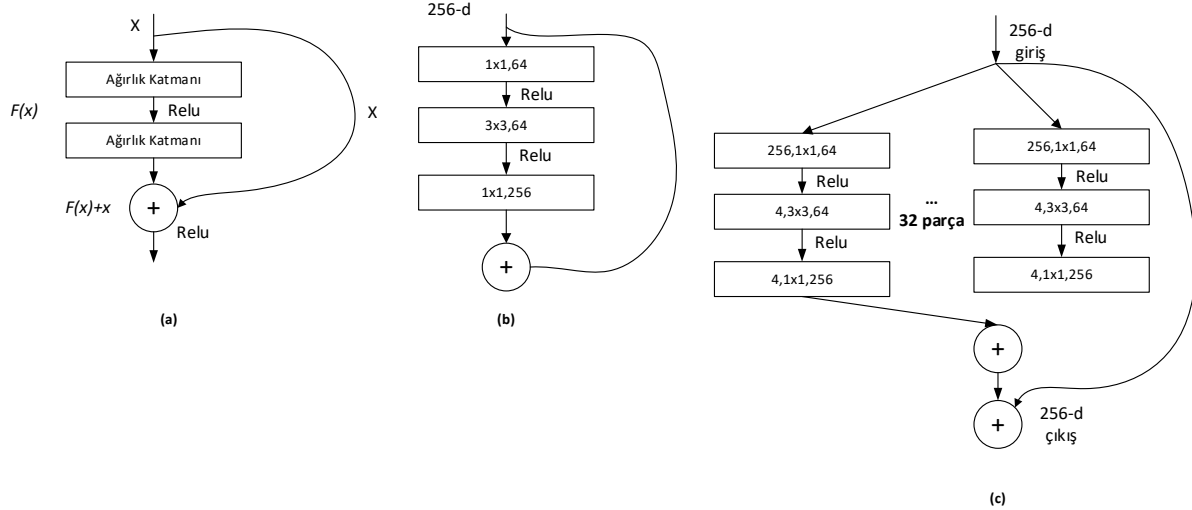 X
Ağırlık Katmanı
Relu
F(x)
X
Ağırlık Katmanı
F(x)+x
+
Relu
(a)
256-d
1x1,64
Relu
3x3,64
Relu
1x1,256
+
(b)
256-d
giriş
256,1x1,64
Relu
4,3x3,64
Relu
4,1x1,256
...
32 parça
256,1x1,64
Relu
4,3x3,64
Relu
4,1x1,256
+
+
256-d
çıkış
(c)